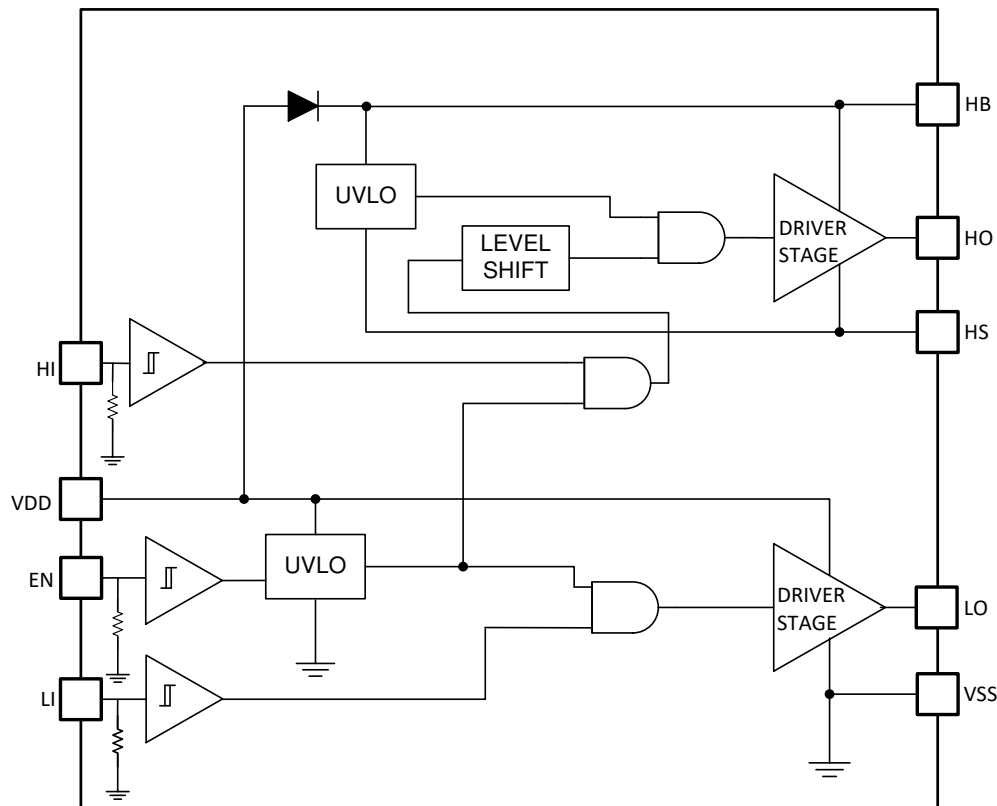 HB
UVLO
DRIVER
STAGE
HO
LEVEL
SHIFT
HS
HI
VDD
EN
UVLO
DRIVER
STAGE
LO
LI
VSS